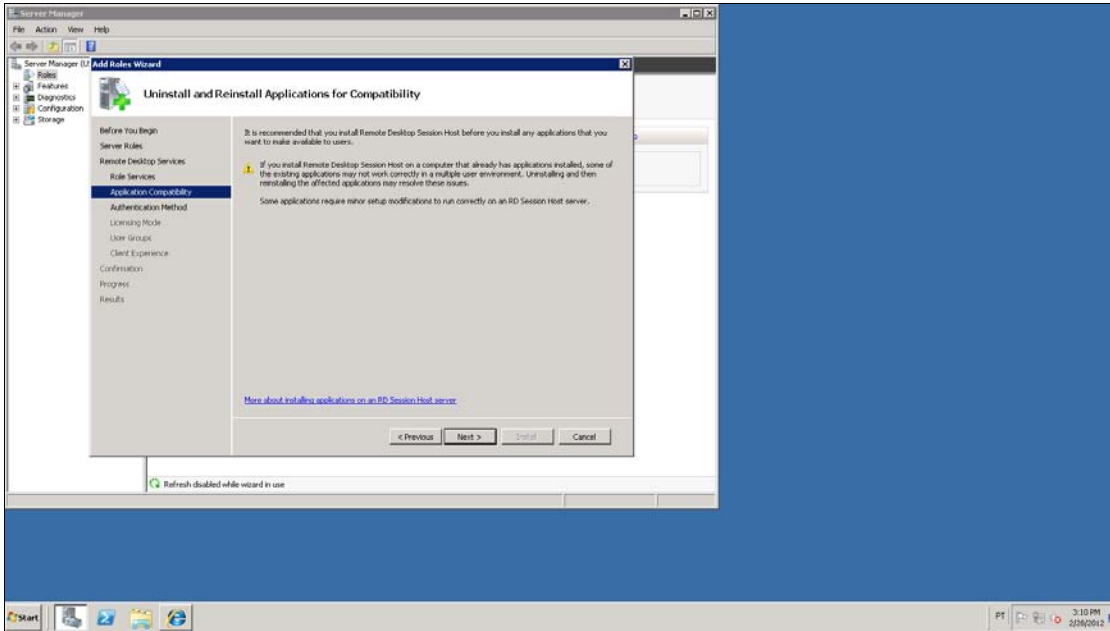 Server Manager
File Action View Help
Server Manager (U
Roles
Features
Diagnostics
Configuration
Storage
Add Roles Wizard
Uninstall and Reinstall Applications for Compatibility
Before You Begin
Server Roles
Remote Desktop Services
Role Services
Application Compatibility
Authentication Method
Licensing Mode
User Groups
Client Experience
Confirmation
Progress
Results
It is recommended that you install Remote Desktop Session Host before you install any applications that you
want to make available to users.
If you install Remote Desktop Session Host on a computer that already has applications installed, some of
the existing applications may not work correctly in a multiple user environment. Uninstalling and then
reinstalling the affected applications may resolve these issues.
Some applications require minor setup modifications to run correctly on an RD Session Host server.
More about installing applications on an RD Session Host server
< Previous Next > Install Cancel
Refresh disabled while wizard in use
Start PT 3:10 PM
2/28/2012